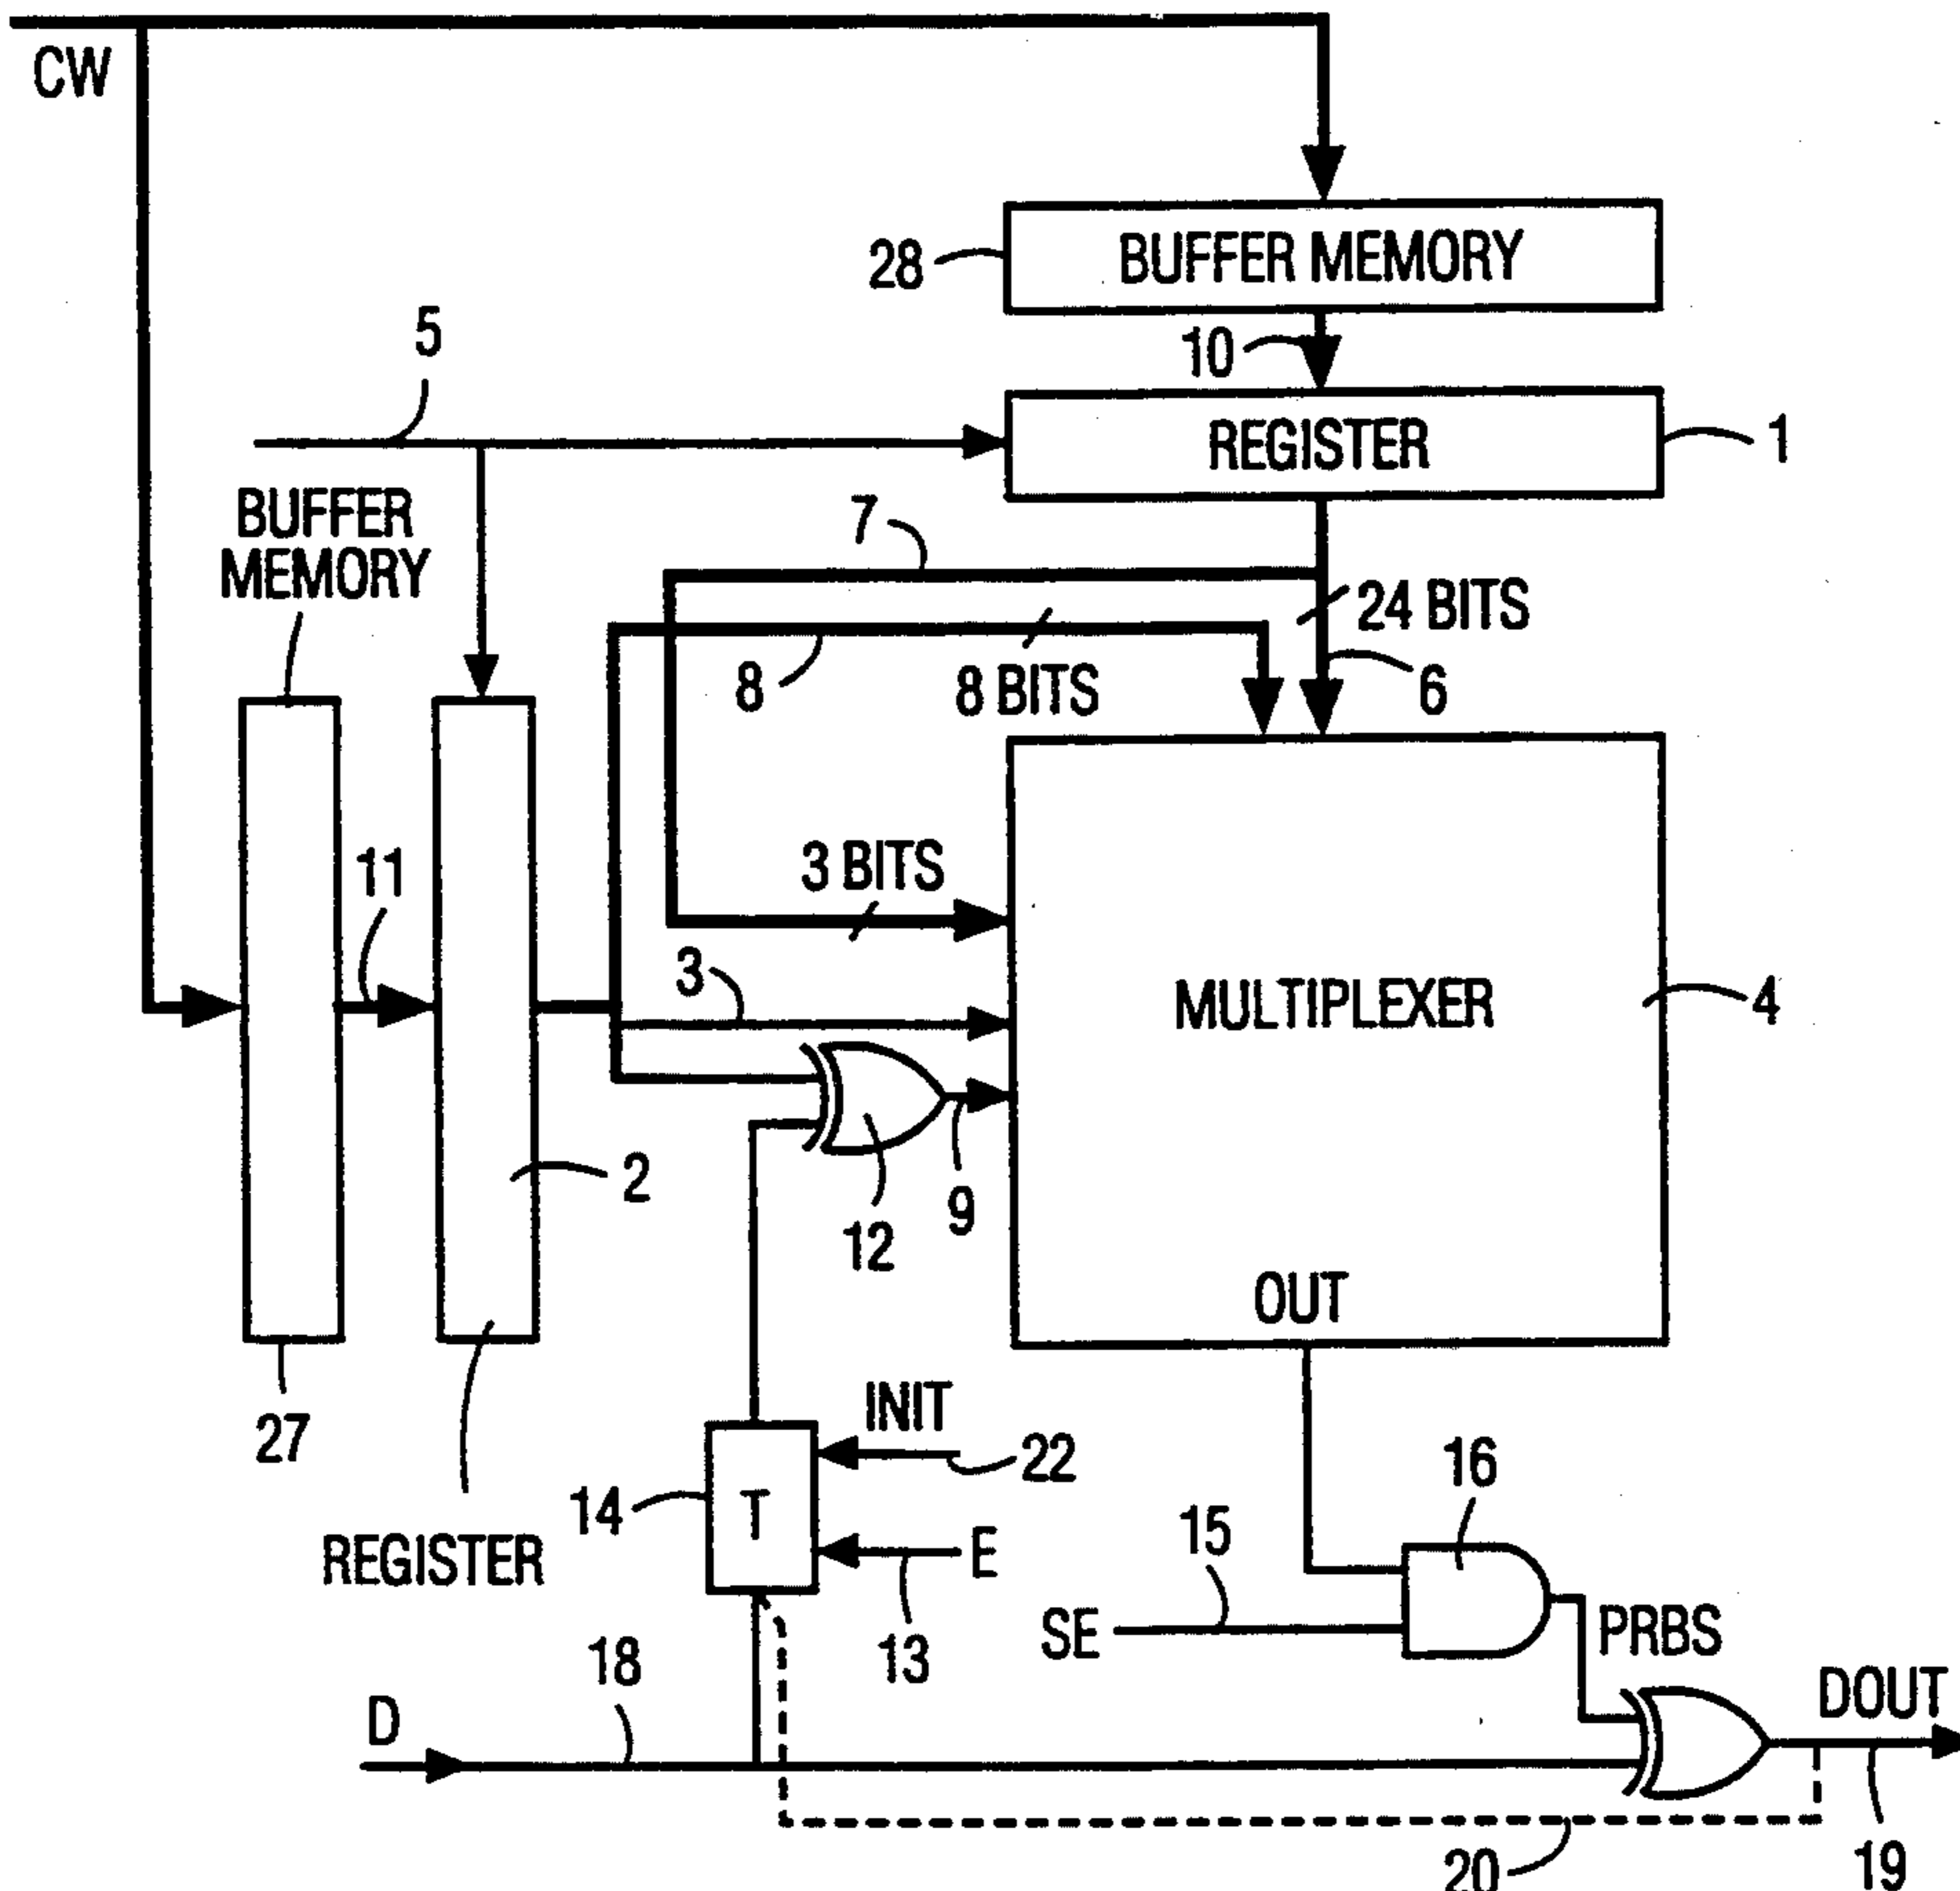 CW
BUFFER MEMORY
28
10
5
REGISTER
1
7
BUFFER
MEMORY
24 BITS
8
8 BITS
6
3 BITS
11
3
MULTIPLEXER
4
2
12
9
OUT
27
INIT
22
14
T
16
15
REGISTER
E
13
SE
PRBS
18
D
DOUT
20
19